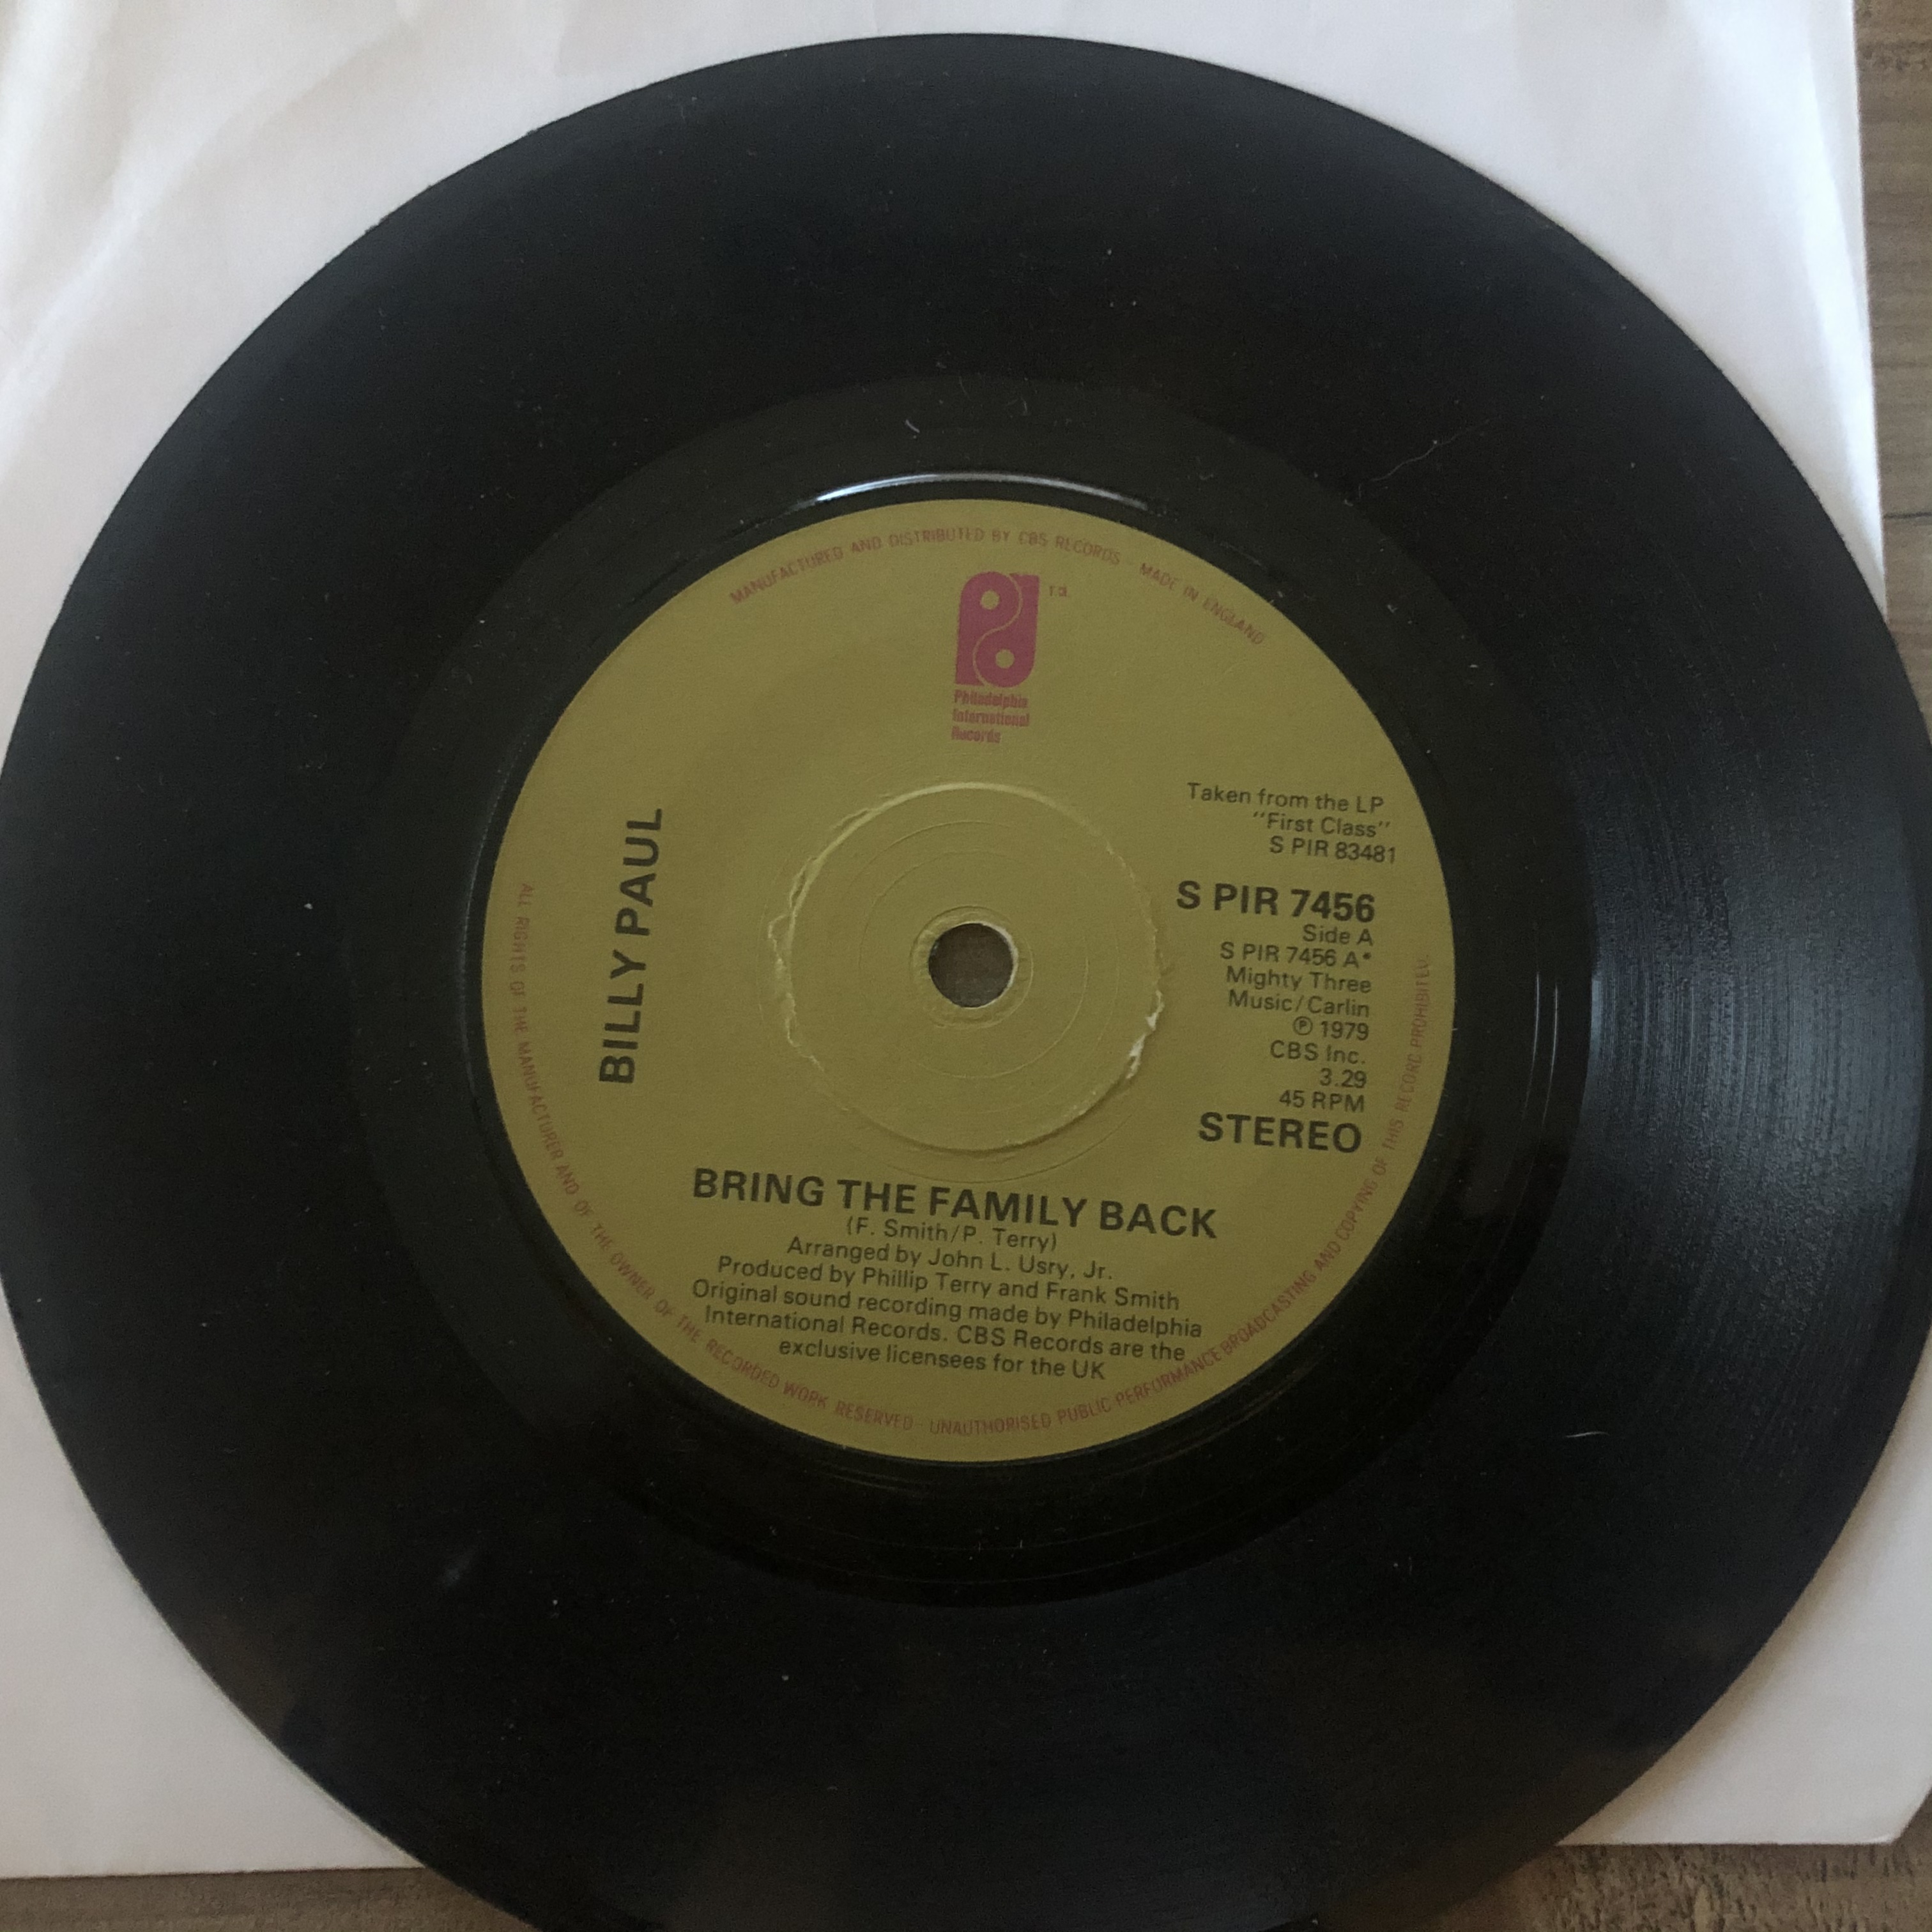 MANUFACTURED AND DISTRIBUTED BY CBS RECORDS · MADE IN ENGLAND
Philadelphia
International
Records
BILLY PAUL
Taken from the LP
"First Class"
S PIR 83481
S PIR 7456
Side A
S PIR 7456 A*
Mighty Three
Music/Carlin
℗ 1979
CBS Inc.
3.29
45 RPM
STEREO
BRING THE FAMILY BACK
(F. Smith/P. Terry)
Arranged by John L. Usry, Jr.
Produced by Phillip Terry and Frank Smith
Original sound recording made by Philadelphia
International Records. CBS Records are the
exclusive licensees for the UK
ALL RIGHTS OF THE MANUFACTURER AND OF THE OWNER OF THE RECORDED WORK RESERVED · UNAUTHORISED PUBLIC PERFORMANCE BROADCASTING AND COPYING OF THIS RECORD PROHIBITED.